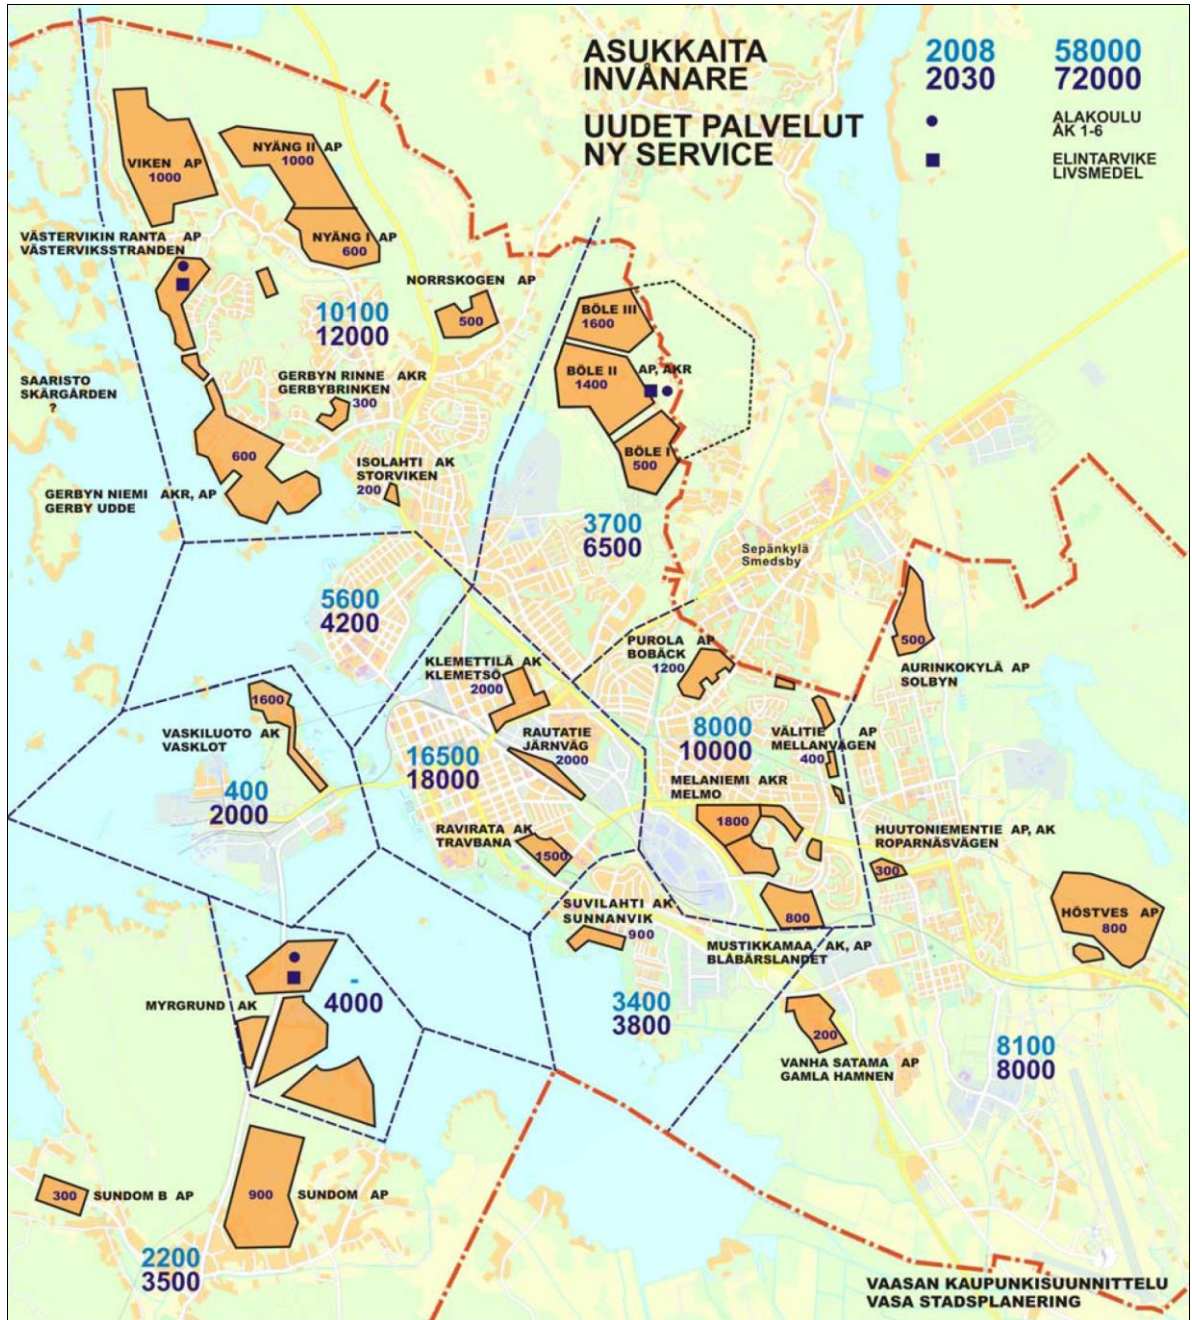 ASUKKAITA 2008 58000
INVÅNARE 2030 72000
UUDET PALVELUT
NY SERVICE
ALAKOULU
ÅK 1-6
ELINTARVIKE
LIVSMEDEL
VIKEN AP
1000
NYÄNG II AP
1000
NYÄNG I AP
600
VÄSTERVIKIN RANTA AP
VÄSTERVIKSSTRANDEN
NORRSKOGEN AP
500
10100
12000
BÖLE III
1600
BÖLE II
1400
AP, AKR
BÖLE I
500
SAARISTO
SKÄRGÅRDEN
?
GERBYN RINNE AKR
GERBYBRINKEN
300
600
GERBYN NIEMI AKR, AP
GERBY UDDE
ISOLAHTI AK
STORVIKEN
200
3700
6500
Sepänkylä
Smedsby
5600
4200
500
AURINKOKYLÄ AP
SOLBYN
PUROLA AP
BOBÄCK
1200
KLEMETTILÄ AK
KLEMETSÖ
2000
1600
VASKILUOTO AK
VASKLOT
RAUTATIE
JÄRNVÄG
2000
8000
10000
VÄLITIE AP
MELLANVÄGEN
400
16500
18000
400
2000
MELANIEMI AKR
MELMO
1800
RAVIRATA AK
TRAVBANA
1500
HUUTONIEMENTIE AP, AK
ROPARNÄSVÄGEN
300
SUVILAHTI AK
SUNNANVIK
900
800
MUSTIKKAMAA AK, AP
BLÅBÄRSLANDET
HÖSTVES AP
800
-
4000
MYRGRUND AK
3400
3800
200
VANHA SATAMA AP
GAMLA HAMNEN
8100
8000
300 SUNDOM B AP
900 SUNDOM AP
2200
3500
VAASAN KAUPUNKISUUNNITTELU
VASA STADSPLANERING